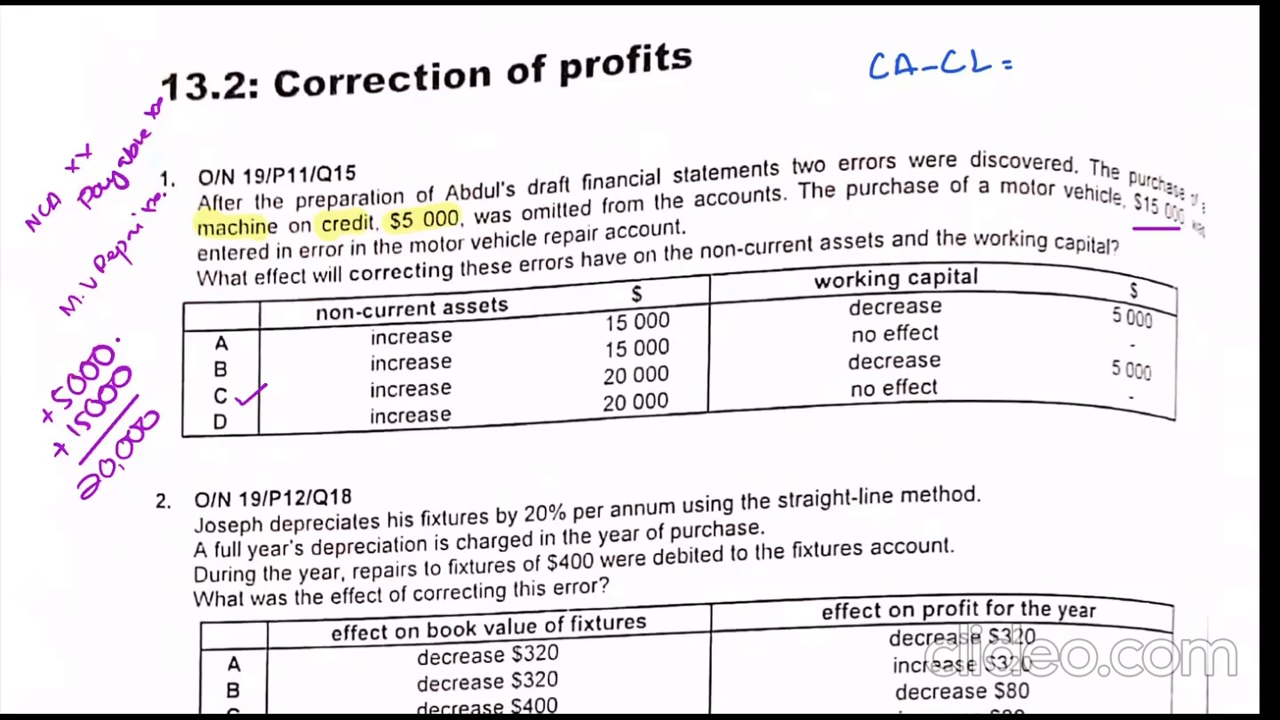 13.2: Correction of profits
CA-CL =
NCA xx
Payable xx
M.V Repair xx.
+5000.
+15000
20,000
1. O/N 19/P11/Q15
After the preparation of Abdul's draft financial statements two errors were discovered. The purchase of a
machine on credit, $5 000, was omitted from the accounts. The purchase of a motor vehicle, $15 000 was
entered in error in the motor vehicle repair account.
What effect will correcting these errors have on the non-current assets and the working capital?
non-current assets $ working capital $
A increase 15 000 decrease 5 000
B increase 15 000 no effect -
C increase 20 000 decrease 5 000
D increase 20 000 no effect -
2. O/N 19/P12/Q18
Joseph depreciates his fixtures by 20% per annum using the straight-line method.
A full year's depreciation is charged in the year of purchase.
During the year, repairs to fixtures of $400 were debited to the fixtures account.
What was the effect of correcting this error?
effect on book value of fixtures effect on profit for the year
A decrease $320 decrease $320
B decrease $320 increase $320
decrease $400 decrease $80
clideo.com